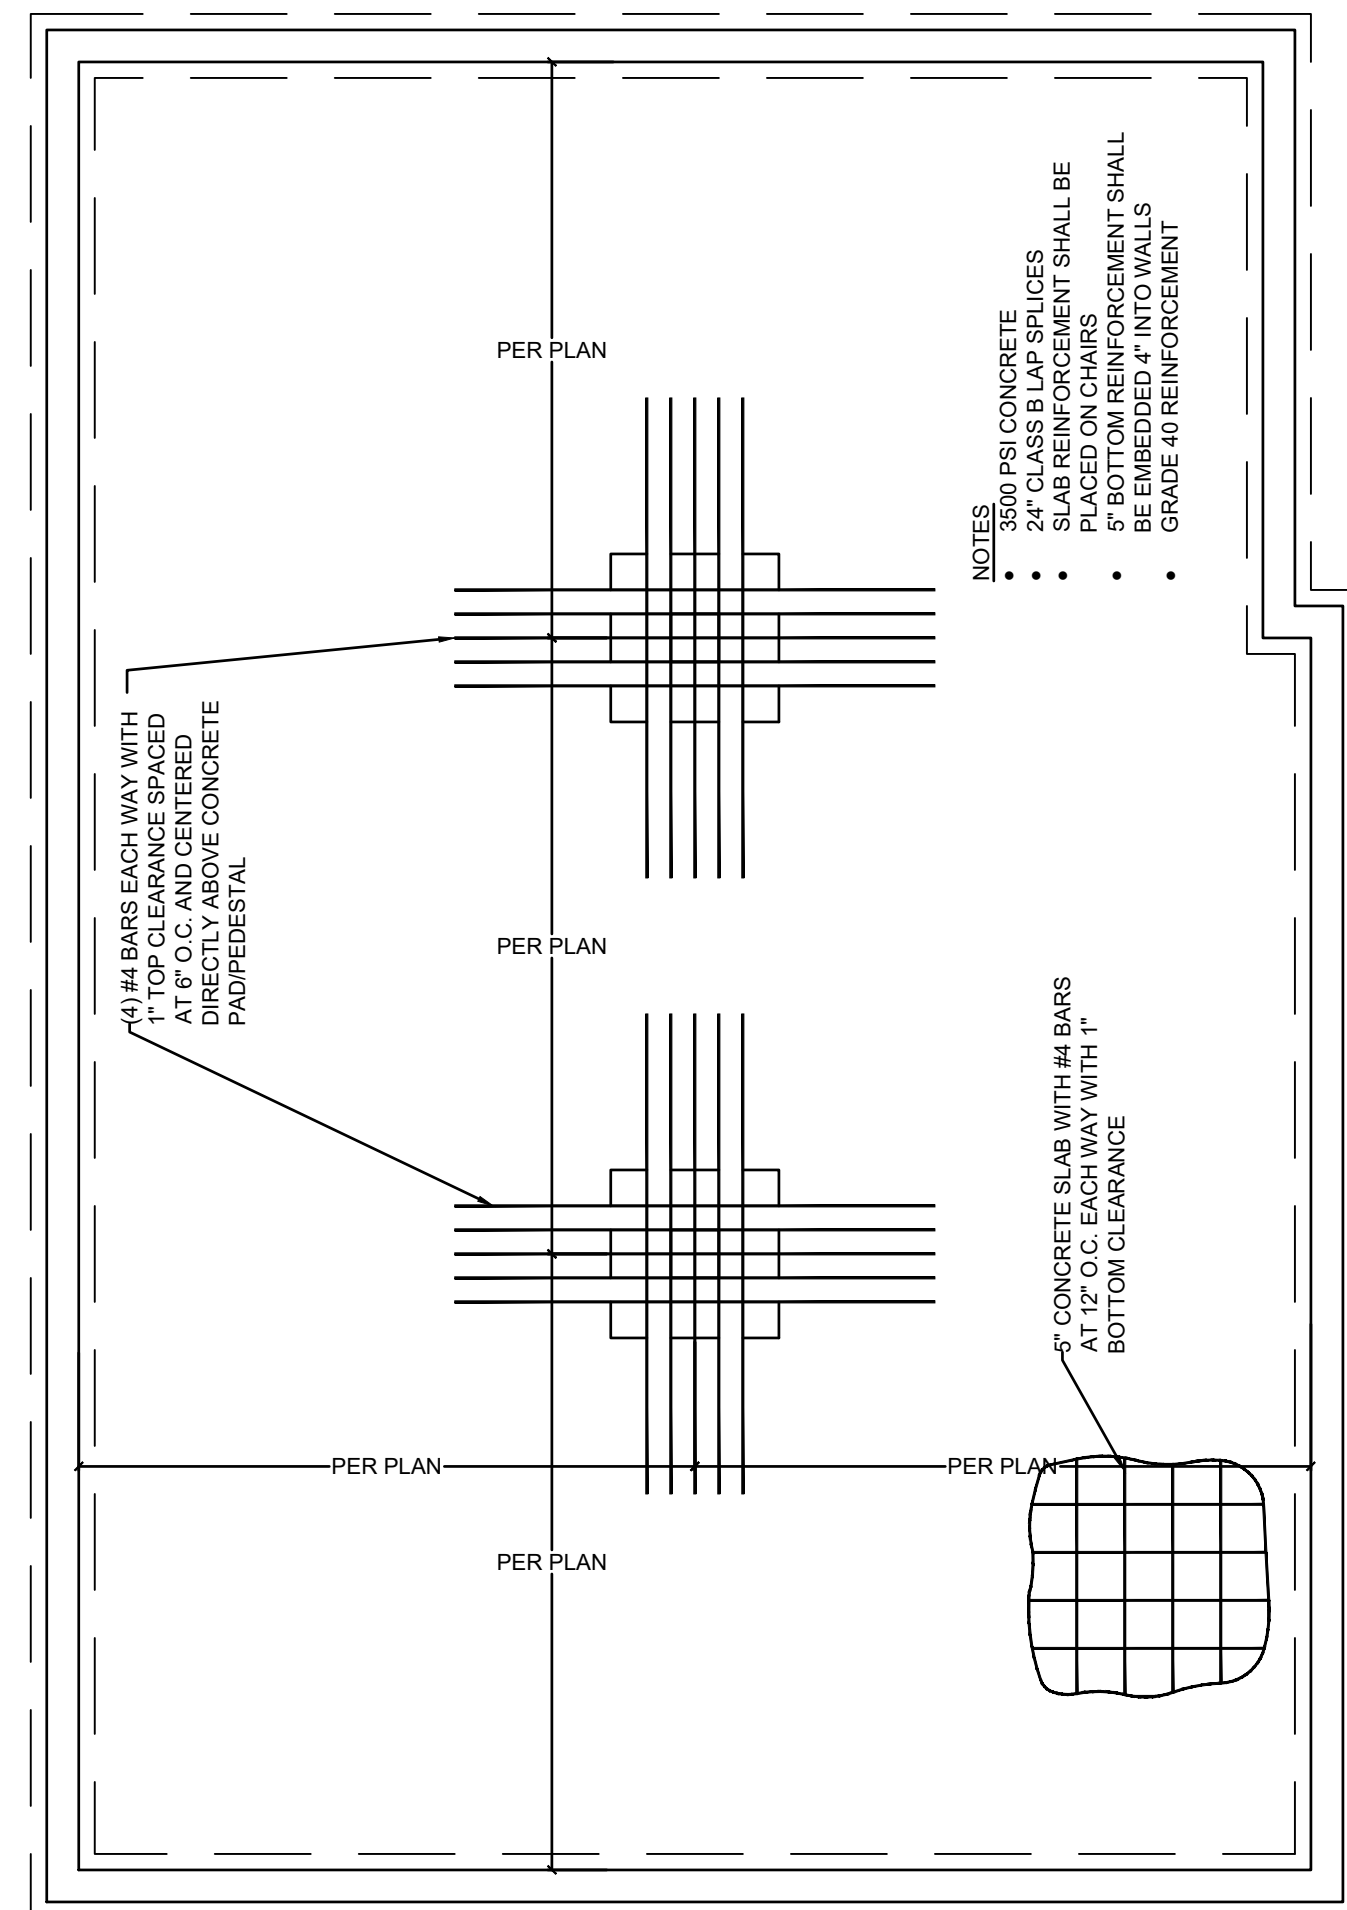 (4) #4 BARS EACH WAY WITH
1" TOP CLEARANCE SPACED
AT 6" O.C. AND CENTERED
DIRECTLY ABOVE CONCRETE
PAD/PEDESTAL
PER PLAN
PER PLAN
PER PLAN
PER PLAN
PER PLAN
NOTES
• 3500 PSI CONCRETE
• 24" CLASS B LAP SPLICES
• SLAB REINFORCEMENT SHALL BE
PLACED ON CHAIRS
• 5" BOTTOM REINFORCEMENT SHALL
BE EMBEDDED 4" INTO WALLS
• GRADE 40 REINFORCEMENT
5" CONCRETE SLAB WITH #4 BARS
AT 12" O.C. EACH WAY WITH 1"
BOTTOM CLEARANCE